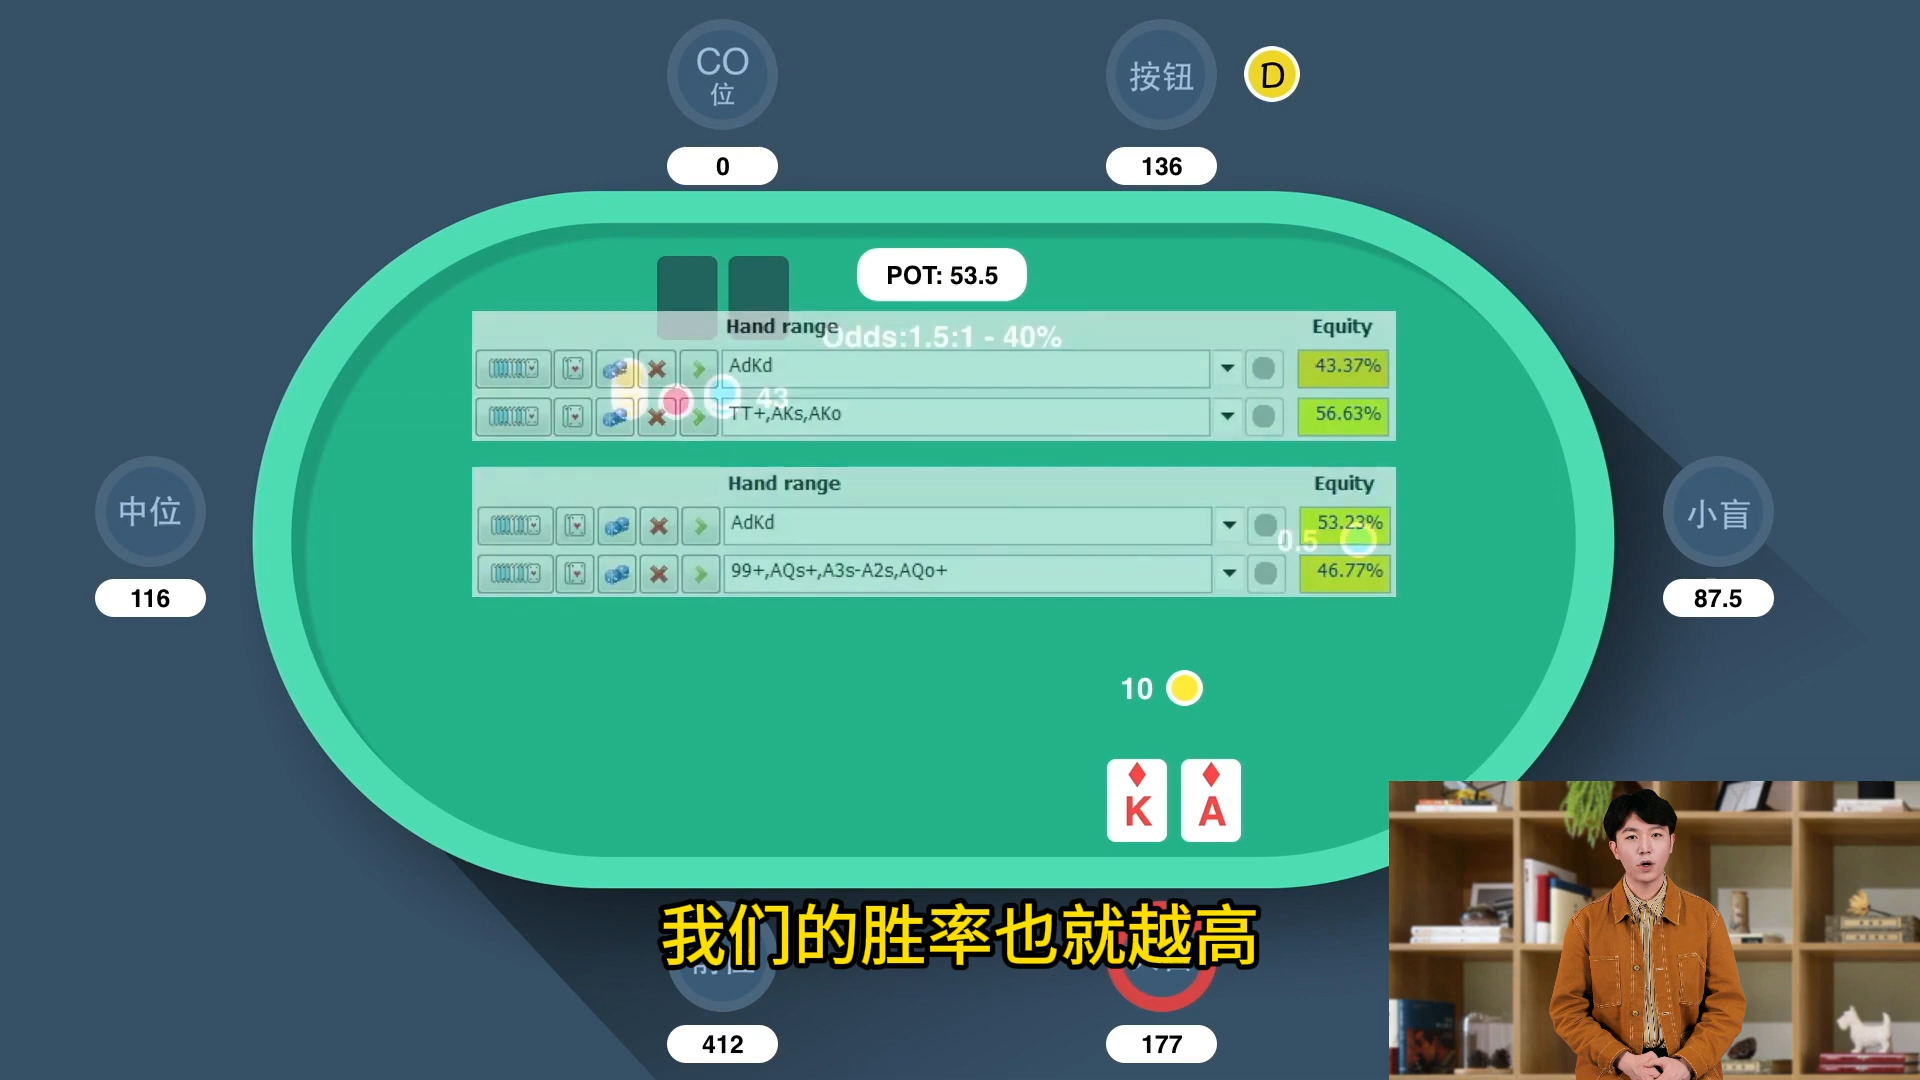 CO
位
按钮
D
0
136
POT: 53.5
Hand range
Equity
Odds:1.5:1 - 40%
AdKd
43.37%
43
TT+,AKs,AKo
56.63%
Hand range
Equity
AdKd
53.23%
0.5
99+,AQs+,A3s-A2s,AQo+
46.77%
中位
116
小盲
87.5
10
K
A
我们的胜率也就越高
412
177